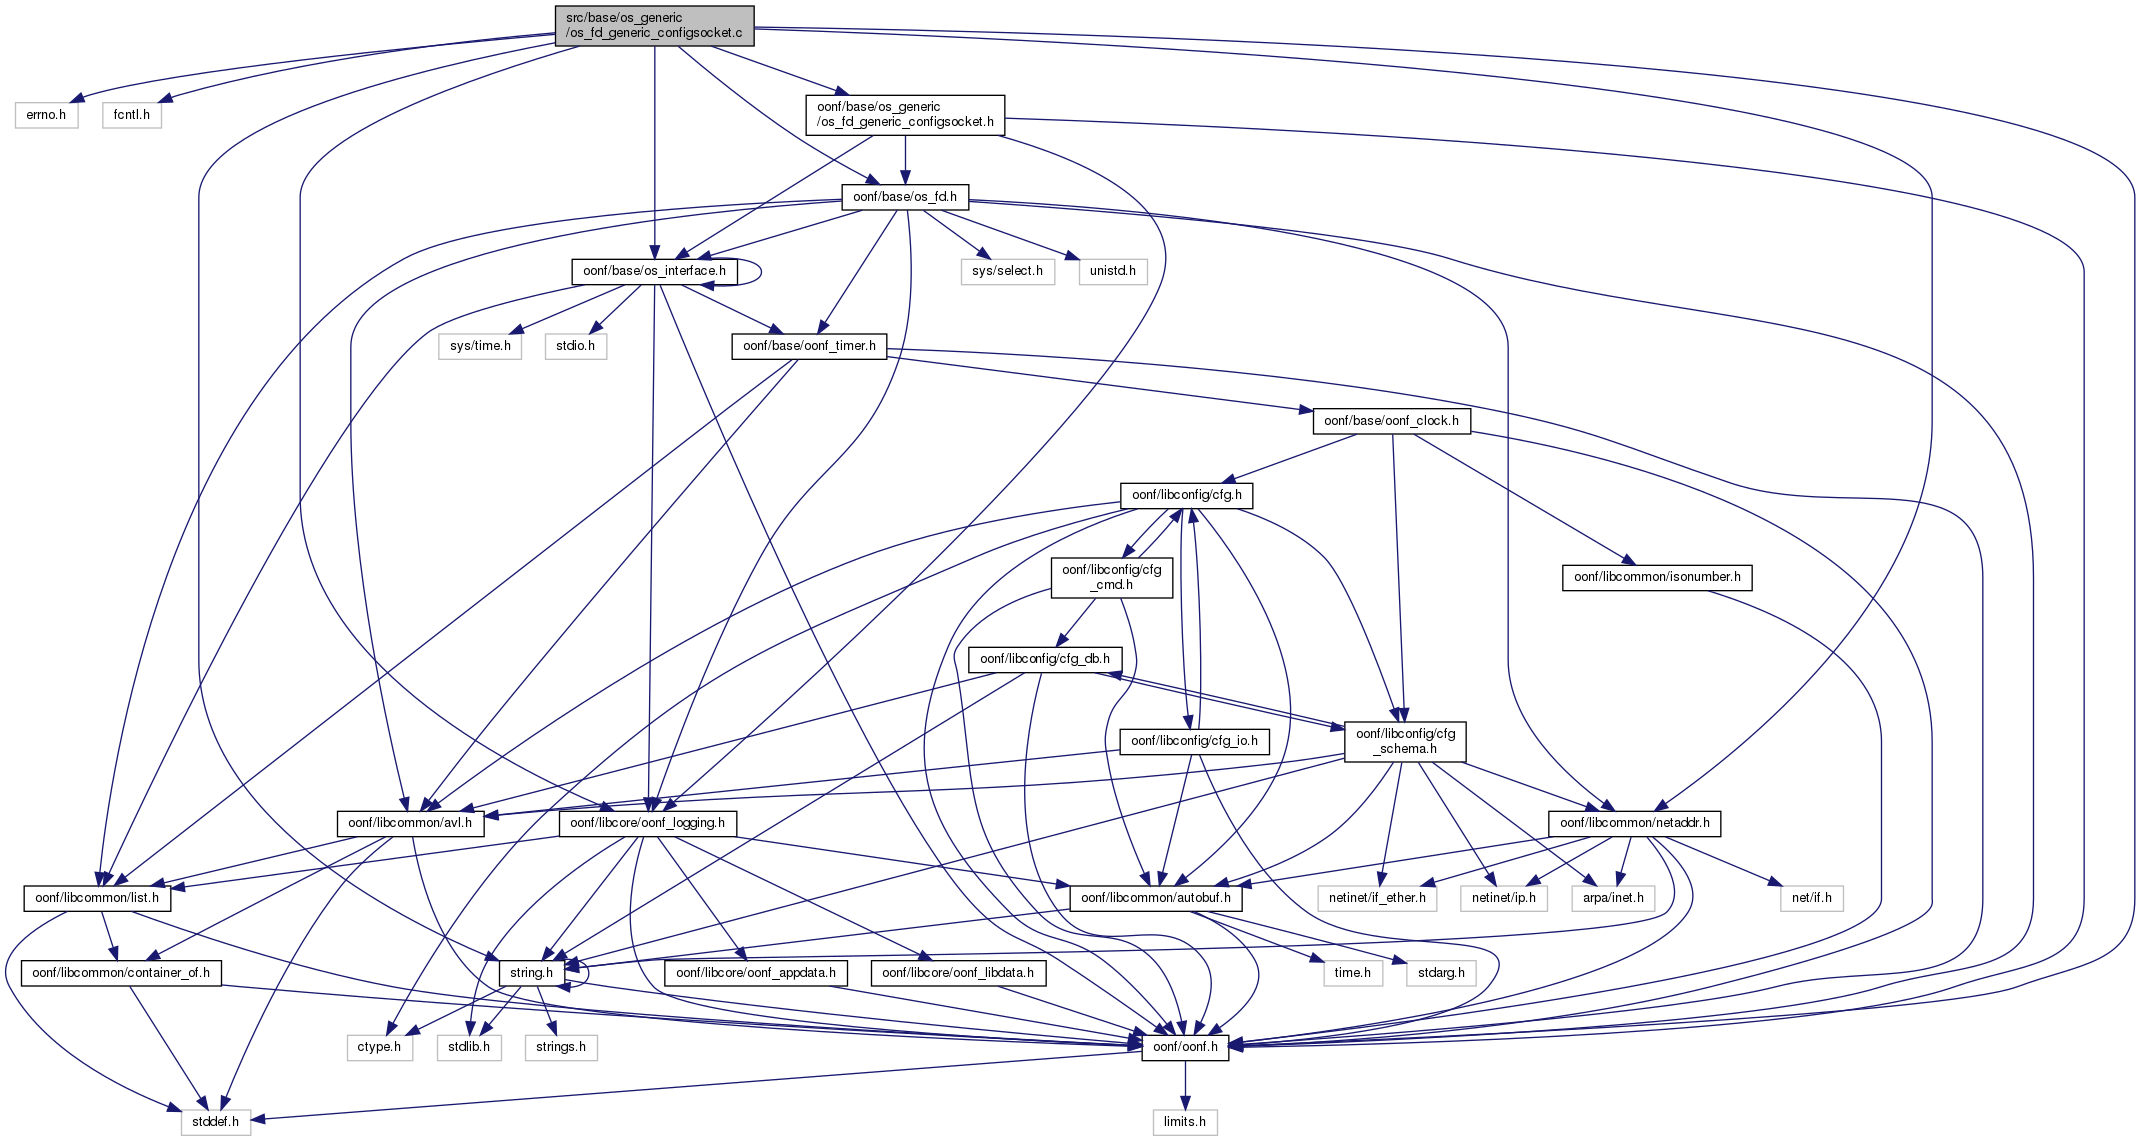 src/base/os_generic
/os_fd_generic_configsocket.c
errno.h
fcntl.h
oonf/base/os_generic
/os_fd_generic_configsocket.h
oonf/base/os_fd.h
oonf/base/os_interface.h
sys/select.h
unistd.h
sys/time.h
stdio.h
oonf/base/oonf_timer.h
oonf/base/oonf_clock.h
oonf/libconfig/cfg.h
oonf/libconfig/cfg
_cmd.h
oonf/libcommon/isonumber.h
oonf/libconfig/cfg_db.h
oonf/libconfig/cfg_io.h
oonf/libconfig/cfg
_schema.h
oonf/libcommon/avl.h
oonf/libcore/oonf_logging.h
oonf/libcommon/netaddr.h
oonf/libcommon/list.h
oonf/libcommon/autobuf.h
netinet/if_ether.h
netinet/ip.h
arpa/inet.h
net/if.h
oonf/libcommon/container_of.h
string.h
oonf/libcore/oonf_appdata.h
oonf/libcore/oonf_libdata.h
time.h
stdarg.h
ctype.h
stdlib.h
strings.h
oonf/oonf.h
stddef.h
limits.h